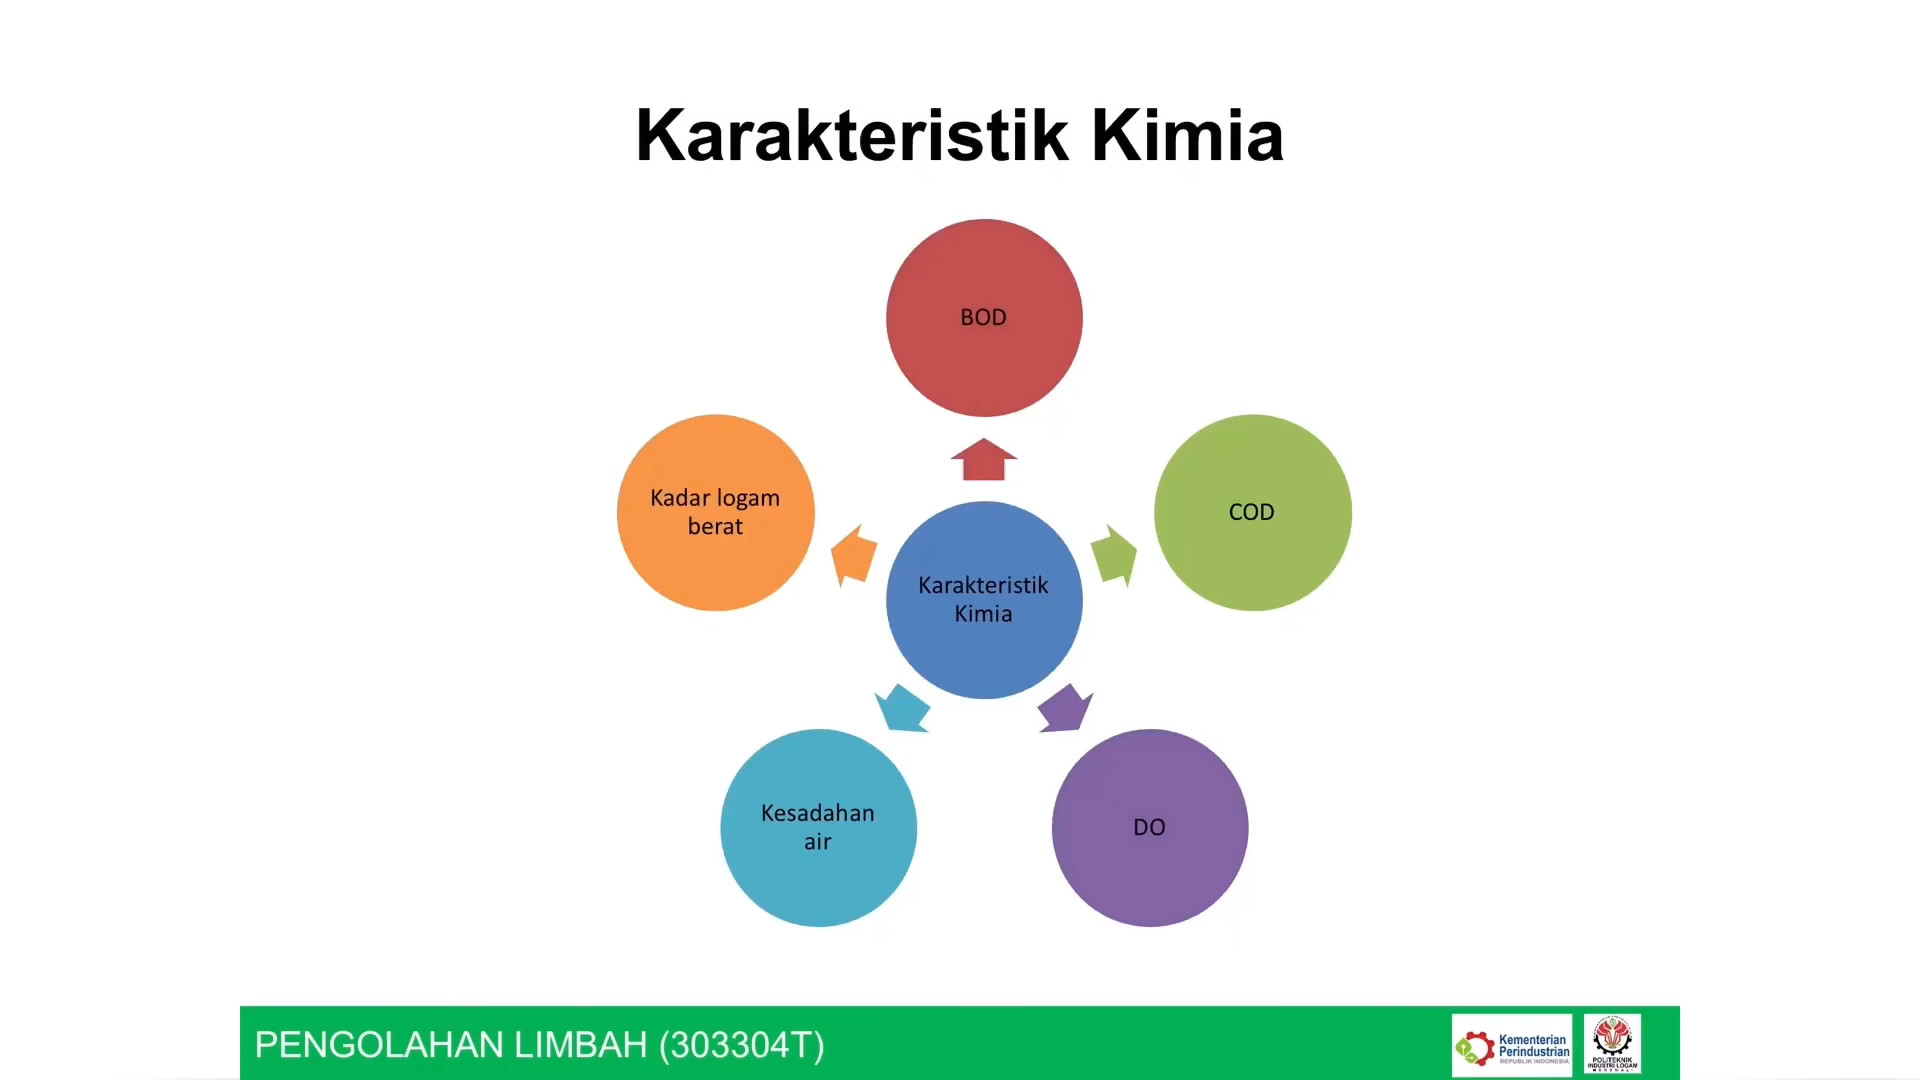 Karakteristik Kimia
BOD
COD
Kadar logam
berat
Karakteristik
Kimia
Kesadahan
air
DO
PENGOLAHAN LIMBAH (303304T)
Kementerian
Perindustrian
REPUBLIK INDONESIA
POLITEKNIK
INDUSTRI LOGAM
MOROWALI